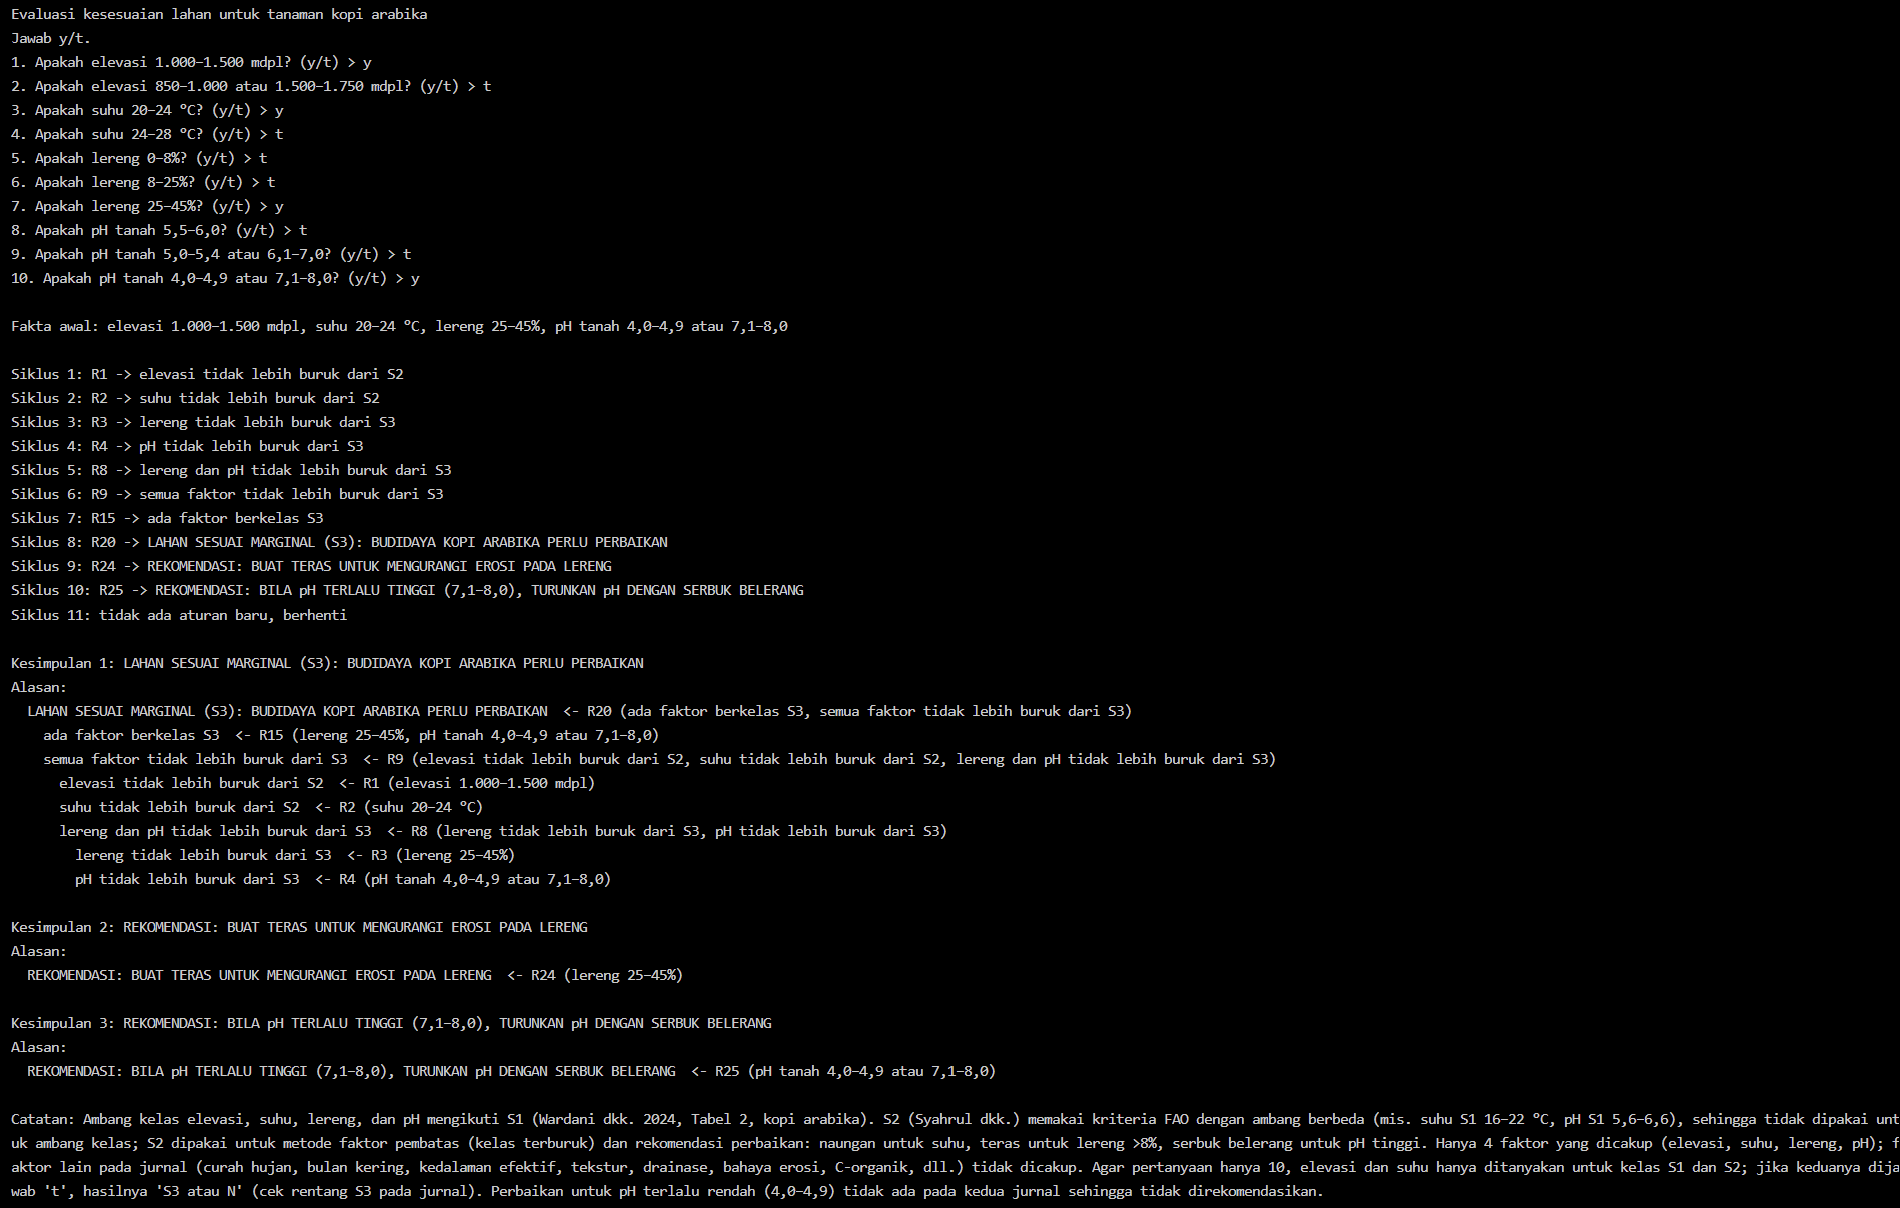 Evaluasi kesesuaian lahan untuk tanaman kopi arabika
Jawab y/t.
1. Apakah elevasi 1.000–1.500 mdpl? (y/t) > y
2. Apakah elevasi 850–1.000 atau 1.500–1.750 mdpl? (y/t) > t
3. Apakah suhu 20–24 °C? (y/t) > y
4. Apakah suhu 24–28 °C? (y/t) > t
5. Apakah lereng 0–8%? (y/t) > t
6. Apakah lereng 8–25%? (y/t) > t
7. Apakah lereng 25–45%? (y/t) > y
8. Apakah pH tanah 5,5–6,0? (y/t) > t
9. Apakah pH tanah 5,0–5,4 atau 6,1–7,0? (y/t) > t
10. Apakah pH tanah 4,0–4,9 atau 7,1–8,0? (y/t) > y
Fakta awal: elevasi 1.000–1.500 mdpl, suhu 20–24 °C, lereng 25–45%, pH tanah 4,0–4,9 atau 7,1–8,0
Siklus 1: R1 -> elevasi tidak lebih buruk dari S2
Siklus 2: R2 -> suhu tidak lebih buruk dari S2
Siklus 3: R3 -> lereng tidak lebih buruk dari S3
Siklus 4: R4 -> pH tidak lebih buruk dari S3
Siklus 5: R8 -> lereng dan pH tidak lebih buruk dari S3
Siklus 6: R9 -> semua faktor tidak lebih buruk dari S3
Siklus 7: R15 -> ada faktor berkelas S3
Siklus 8: R20 -> LAHAN SESUAI MARGINAL (S3): BUDIDAYA KOPI ARABIKA PERLU PERBAIKAN
Siklus 9: R24 -> REKOMENDASI: BUAT TERAS UNTUK MENGURANGI EROSI PADA LERENG
Siklus 10: R25 -> REKOMENDASI: BILA pH TERLALU TINGGI (7,1–8,0), TURUNKAN pH DENGAN SERBUK BELERANG
Siklus 11: tidak ada aturan baru, berhenti
Kesimpulan 1: LAHAN SESUAI MARGINAL (S3): BUDIDAYA KOPI ARABIKA PERLU PERBAIKAN
Alasan:
LAHAN SESUAI MARGINAL (S3): BUDIDAYA KOPI ARABIKA PERLU PERBAIKAN  <- R20 (ada faktor berkelas S3, semua faktor tidak lebih buruk dari S3)
ada faktor berkelas S3  <- R15 (lereng 25–45%, pH tanah 4,0–4,9 atau 7,1–8,0)
semua faktor tidak lebih buruk dari S3  <- R9 (elevasi tidak lebih buruk dari S2, suhu tidak lebih buruk dari S2, lereng dan pH tidak lebih buruk dari S3)
elevasi tidak lebih buruk dari S2  <- R1 (elevasi 1.000–1.500 mdpl)
suhu tidak lebih buruk dari S2  <- R2 (suhu 20–24 °C)
lereng dan pH tidak lebih buruk dari S3  <- R8 (lereng tidak lebih buruk dari S3, pH tidak lebih buruk dari S3)
lereng tidak lebih buruk dari S3  <- R3 (lereng 25–45%)
pH tidak lebih buruk dari S3  <- R4 (pH tanah 4,0–4,9 atau 7,1–8,0)
Kesimpulan 2: REKOMENDASI: BUAT TERAS UNTUK MENGURANGI EROSI PADA LERENG
Alasan:
REKOMENDASI: BUAT TERAS UNTUK MENGURANGI EROSI PADA LERENG  <- R24 (lereng 25–45%)
Kesimpulan 3: REKOMENDASI: BILA pH TERLALU TINGGI (7,1–8,0), TURUNKAN pH DENGAN SERBUK BELERANG
Alasan:
REKOMENDASI: BILA pH TERLALU TINGGI (7,1–8,0), TURUNKAN pH DENGAN SERBUK BELERANG  <- R25 (pH tanah 4,0–4,9 atau 7,1–8,0)
Catatan: Ambang kelas elevasi, suhu, lereng, dan pH mengikuti S1 (Wardani dkk. 2024, Tabel 2, kopi arabika). S2 (Syahrul dkk.) memakai kriteria FAO dengan ambang berbeda (mis. suhu S1 16–22 °C, pH S1 5,6–6,6), sehingga tidak dipakai unt
uk ambang kelas; S2 dipakai untuk metode faktor pembatas (kelas terburuk) dan rekomendasi perbaikan: naungan untuk suhu, teras untuk lereng >8%, serbuk belerang untuk pH tinggi. Hanya 4 faktor yang dicakup (elevasi, suhu, lereng, pH); f
aktor lain pada jurnal (curah hujan, bulan kering, kedalaman efektif, tekstur, drainase, bahaya erosi, C-organik, dll.) tidak dicakup. Agar pertanyaan hanya 10, elevasi dan suhu hanya ditanyakan untuk kelas S1 dan S2; jika keduanya dija
wab 't', hasilnya 'S3 atau N' (cek rentang S3 pada jurnal). Perbaikan untuk pH terlalu rendah (4,0–4,9) tidak ada pada kedua jurnal sehingga tidak direkomendasikan.